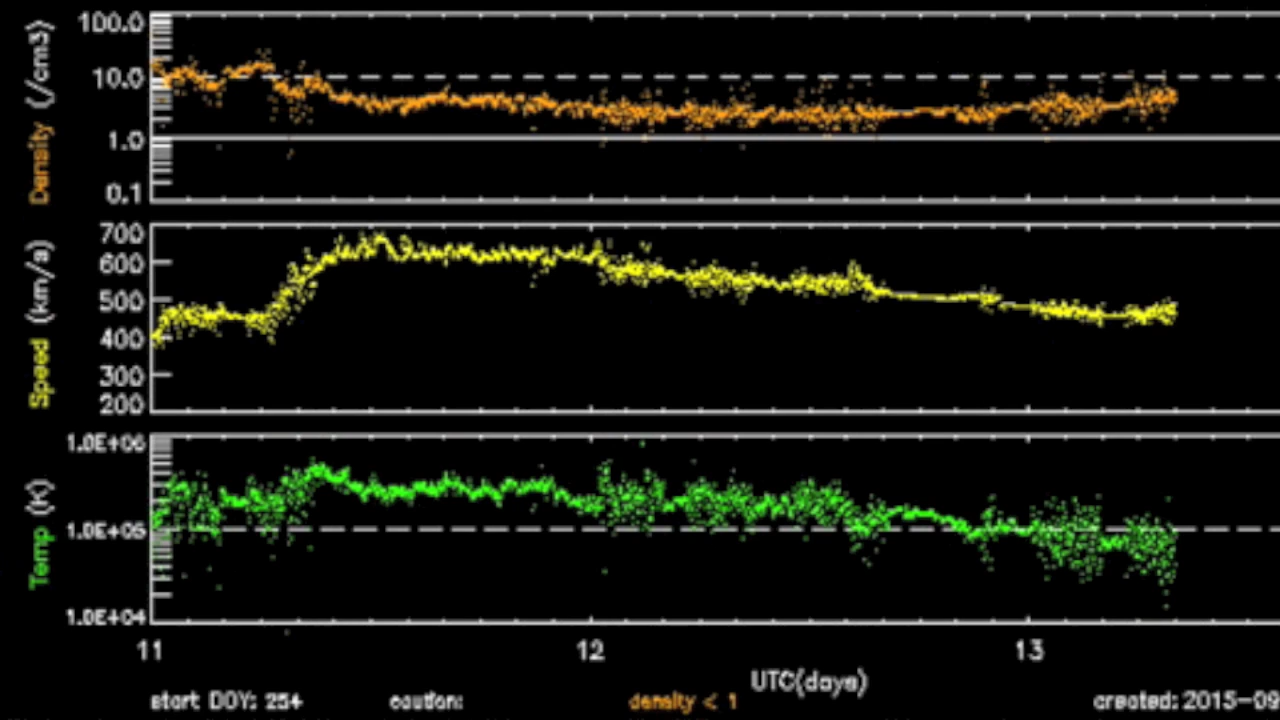 Density (/cm3)
100.0
10.0
1.0
0.1
Speed (km/s)
700
600
500
400
300
200
Temp (K)
1.0E+06
1.0E+05
1.0E+04
11 12 13
UTC(days)
start DOY: 254 caution: density < 1 created: 2015-09